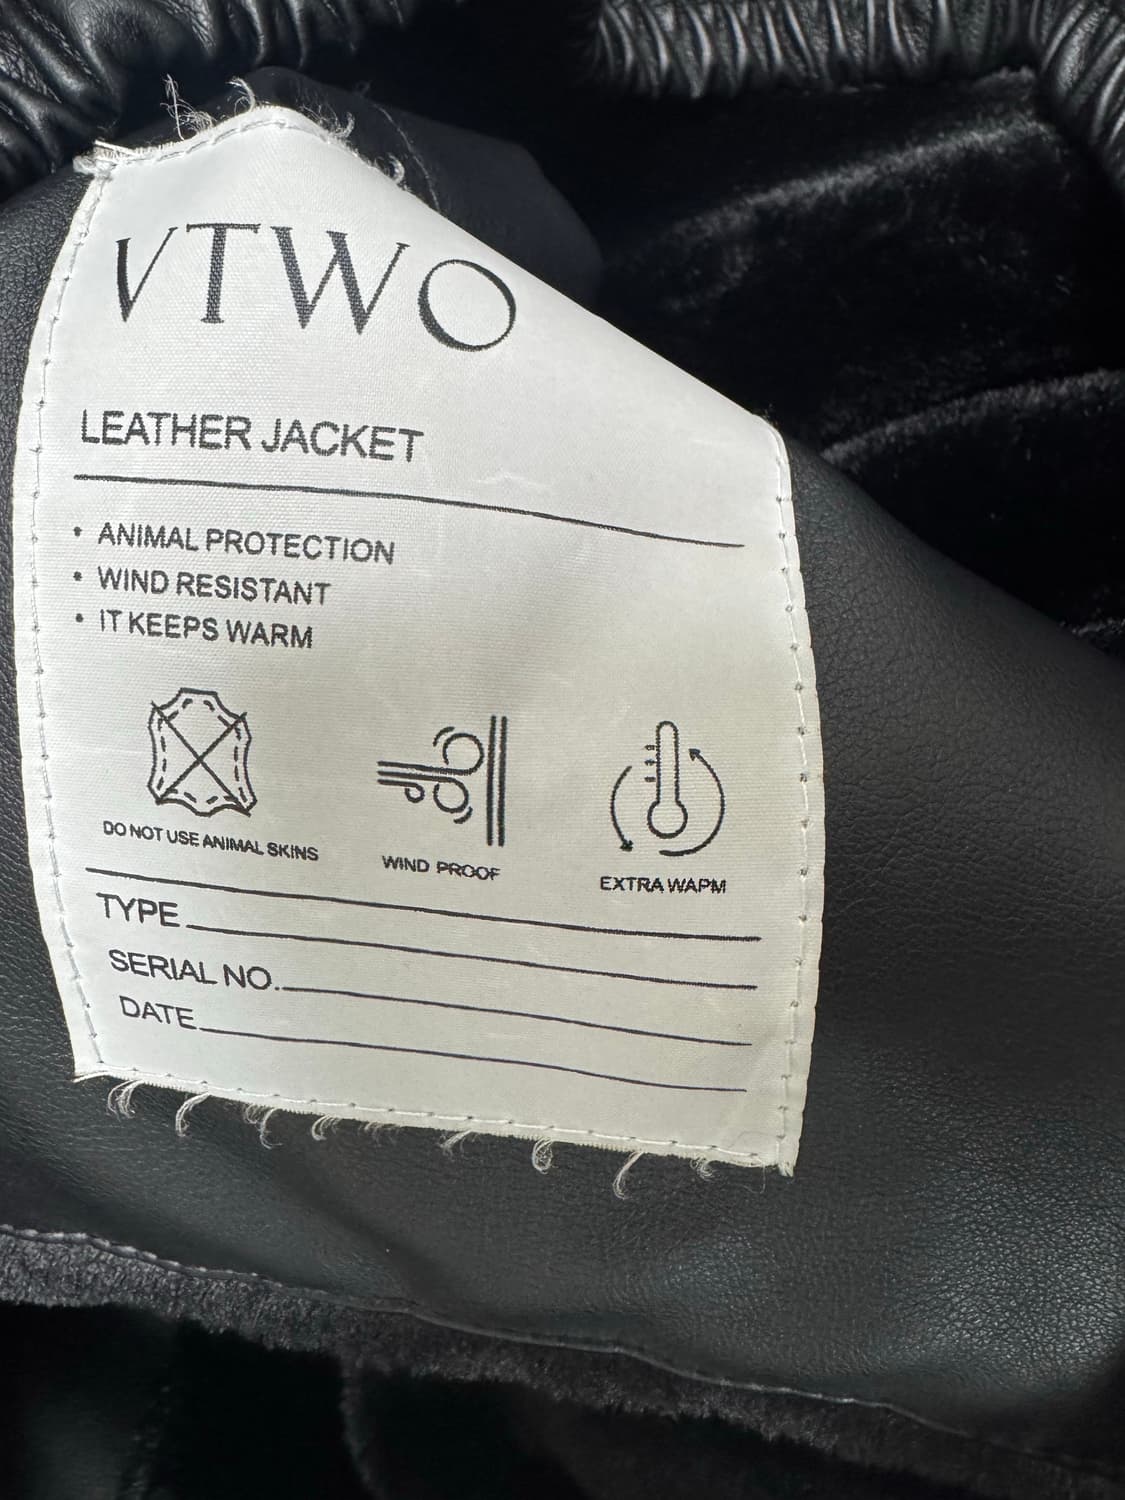 VTWO
LEATHER JACKET
• ANIMAL PROTECTION
• WIND RESISTANT
• IT KEEPS WARM
DO NOT USE ANIMAL SKINS
WIND PROOF
EXTRA WAPM
TYPE
SERIAL NO.
DATE